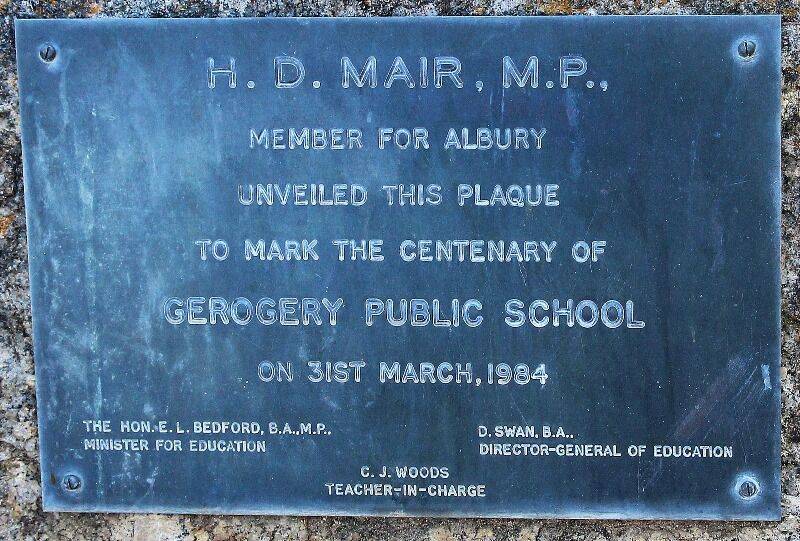 H. D. MAIR, M.P.,
MEMBER FOR ALBURY
UNVEILED THIS PLAQUE
TO MARK THE CENTENARY OF
GEROGERY PUBLIC SCHOOL
ON 31ST MARCH, 1984
THE HON. E. L. BEDFORD, B.A., M.P.,
MINISTER FOR EDUCATION
D. SWAN, B.A.,
DIRECTOR-GENERAL OF EDUCATION
C. J. WOODS
TEACHER-IN-CHARGE